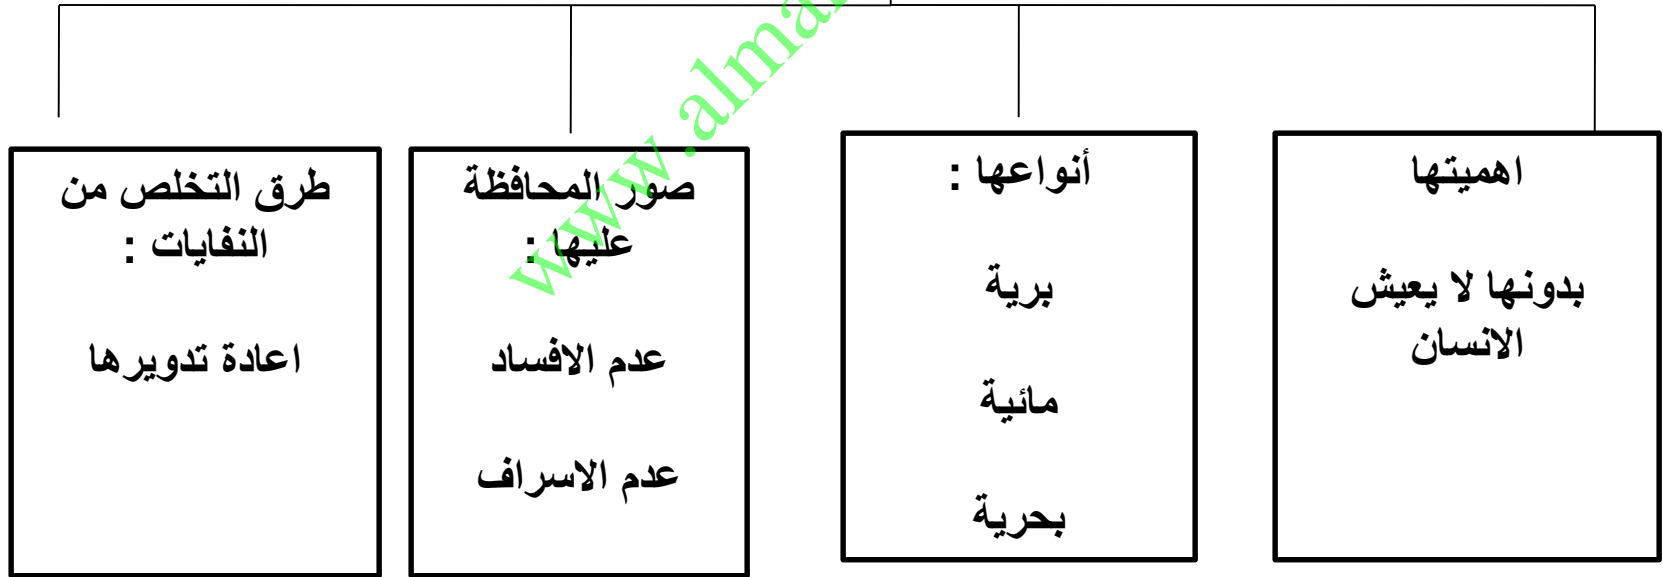 اهميتها
بدونها لا يعيش
الانسان
أنواعها :
برية
مائية
بحرية
صور المحافظة
عليها :
عدم الافساد
عدم الاسراف
طرق التخلص من
النفايات :
اعادة تدويرها
www.alma